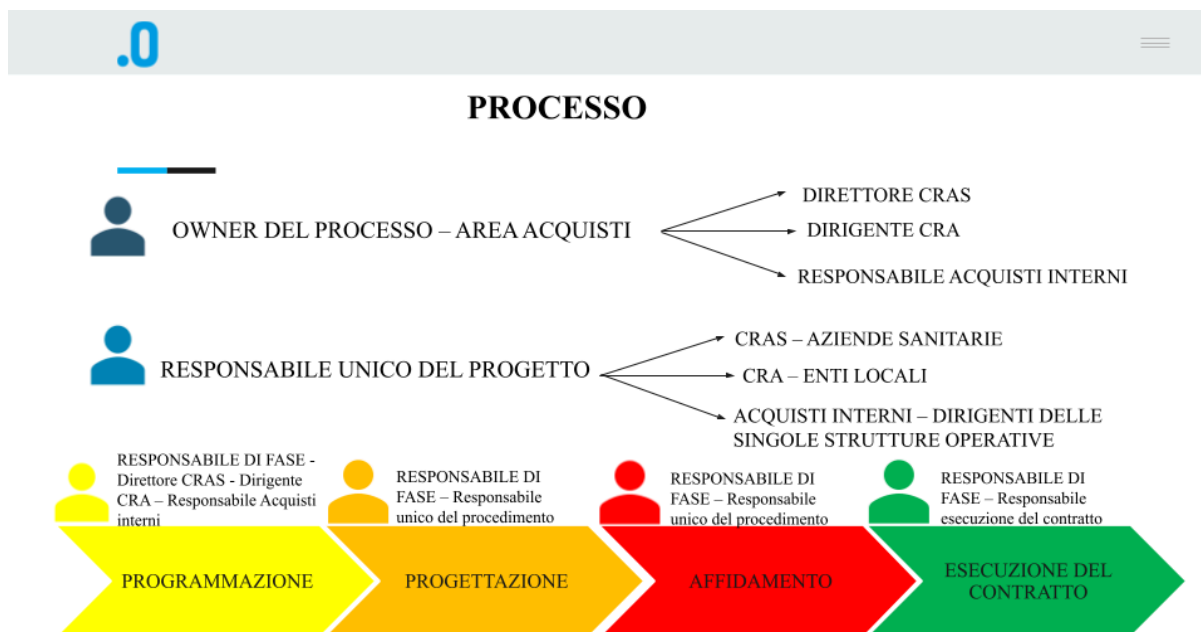 .0
PROCESSO
OWNER DEL PROCESSO – AREA ACQUISTI
DIRETTORE CRAS
DIRIGENTE CRA
RESPONSABILE ACQUISTI INTERNI
RESPONSABILE UNICO DEL PROGETTO
CRAS – AZIENDE SANITARIE
CRA – ENTI LOCALI
ACQUISTI INTERNI – DIRIGENTI DELLE
SINGOLE STRUTTURE OPERATIVE
RESPONSABILE DI FASE -
Direttore CRAS - Dirigente
CRA – Responsabile Acquisti
interni
RESPONSABILE DI
FASE – Responsabile
unico del procedimento
RESPONSABILE DI
FASE – Responsabile
unico del procedimento
RESPONSABILE DI
FASE – Responsabile
esecuzione del contratto
PROGRAMMAZIONE
PROGETTAZIONE
AFFIDAMENTO
ESECUZIONE DEL
CONTRATTO